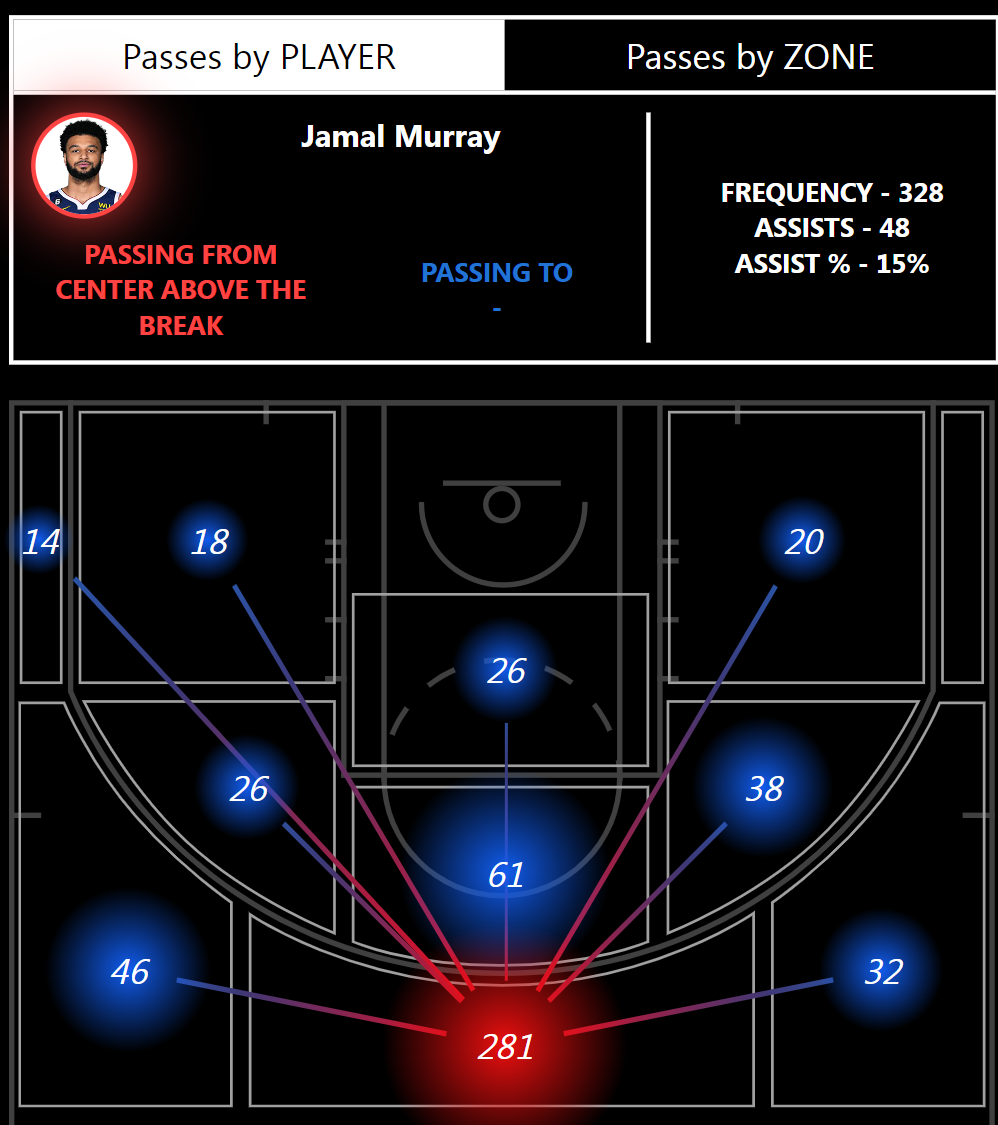 Passes by PLAYER
Passes by ZONE
Jamal Murray
PASSING FROM
CENTER ABOVE THE
BREAK
PASSING TO
-
FREQUENCY - 328
ASSISTS - 48
ASSIST % - 15%
14
18
20
26
26
38
61
46
32
281